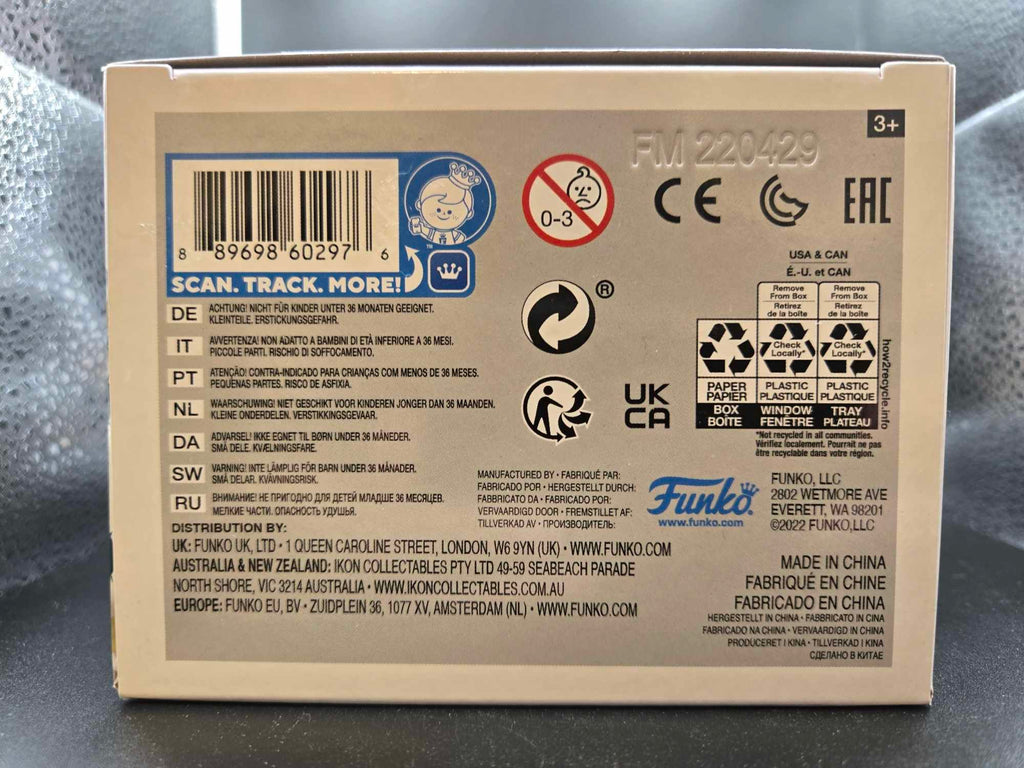 3+
FM 220429
8 89698 60297 6
SCAN. TRACK. MORE!
™
0-3
CE
EAC
®
UK
CA
USA & CAN
É.-U. et CAN
Remove
From Box
Retirez
de la boîte
Remove
From Box
Retirez
de la boîte
Check
Locally*
Check
Locally*
PAPER
PAPIER
PLASTIC
PLASTIQUE
PLASTIC
PLASTIQUE
BOX
BOÎTE
WINDOW
FENÊTRE
TRAY
PLATEAU
how2recycle.info
*Not recycled in all communities.
Vérifiez localement. Pourrait ne pas
être recyclable dans votre région.
DE ACHTUNG! NICHT FÜR KINDER UNTER 36 MONATEN GEEIGNET.
KLEINTEILE. ERSTICKUNGSGEFAHR.
IT AVVERTENZA! NON ADATTO A BAMBINI DI ETÀ INFERIORE A 36 MESI.
PICCOLE PARTI. RISCHIO DI SOFFOCAMENTO.
PT ATENÇÃO! CONTRA-INDICADO PARA CRIANÇAS COM MENOS DE 36 MESES.
PEQUENAS PARTES. RISCO DE ASFIXIA.
NL WAARSCHUWING! NIET GESCHIKT VOOR KINDEREN JONGER DAN 36 MAANDEN.
KLEINE ONDERDELEN. VERSTIKKINGSGEVAAR.
DA ADVARSEL! IKKE EGNET TIL BØRN UNDER 36 MÅNEDER.
SMÅ DELE. KVÆLNINGSFARE.
SW VARNING! INTE LÄMPLIG FÖR BARN UNDER 36 MÅNADER.
SMÅ DELAR. KVÄVNINGSRISK.
RU ВНИМАНИЕ! НЕ ПРИГОДНО ДЛЯ ДЕТЕЙ МЛАДШЕ 36 МЕСЯЦЕВ.
МЕЛКИЕ ЧАСТИ. ОПАСНОСТЬ УДУШЬЯ.
MANUFACTURED BY • FABRIQUÉ PAR:
FABRICADO POR • HERGESTELLT DURCH:
FABBRICATO DA • FABRICADO POR:
VERVAARDIGD DOOR • FREMSTILLET AF:
TILLVERKAD AV • ПРОИЗВОДИТЕЛЬ:
Funko
www.funko.com
FUNKO, LLC
2802 WETMORE AVE
EVERETT, WA 98201
©2022 FUNKO,LLC
DISTRIBUTION BY:
UK: FUNKO UK, LTD • 1 QUEEN CAROLINE STREET, LONDON, W6 9YN (UK) • WWW.FUNKO.COM
AUSTRALIA & NEW ZEALAND: IKON COLLECTABLES PTY LTD 49-59 SEABEACH PARADE
NORTH SHORE, VIC 3214 AUSTRALIA • WWW.IKONCOLLECTABLES.COM.AU
EUROPE: FUNKO EU, BV • ZUIDPLEIN 36, 1077 XV, AMSTERDAM (NL) • WWW.FUNKO.COM
MADE IN CHINA
FABRIQUÉ EN CHINE
FABRICADO EN CHINA
HERGESTELLT IN CHINA • FABBRICATO IN CINA
FABRICADO NA CHINA • VERVAARDIGD IN CHINA
PRODUCERET I KINA • TILLVERKAD I KINA
СДЕЛАНО В КИТАЕ